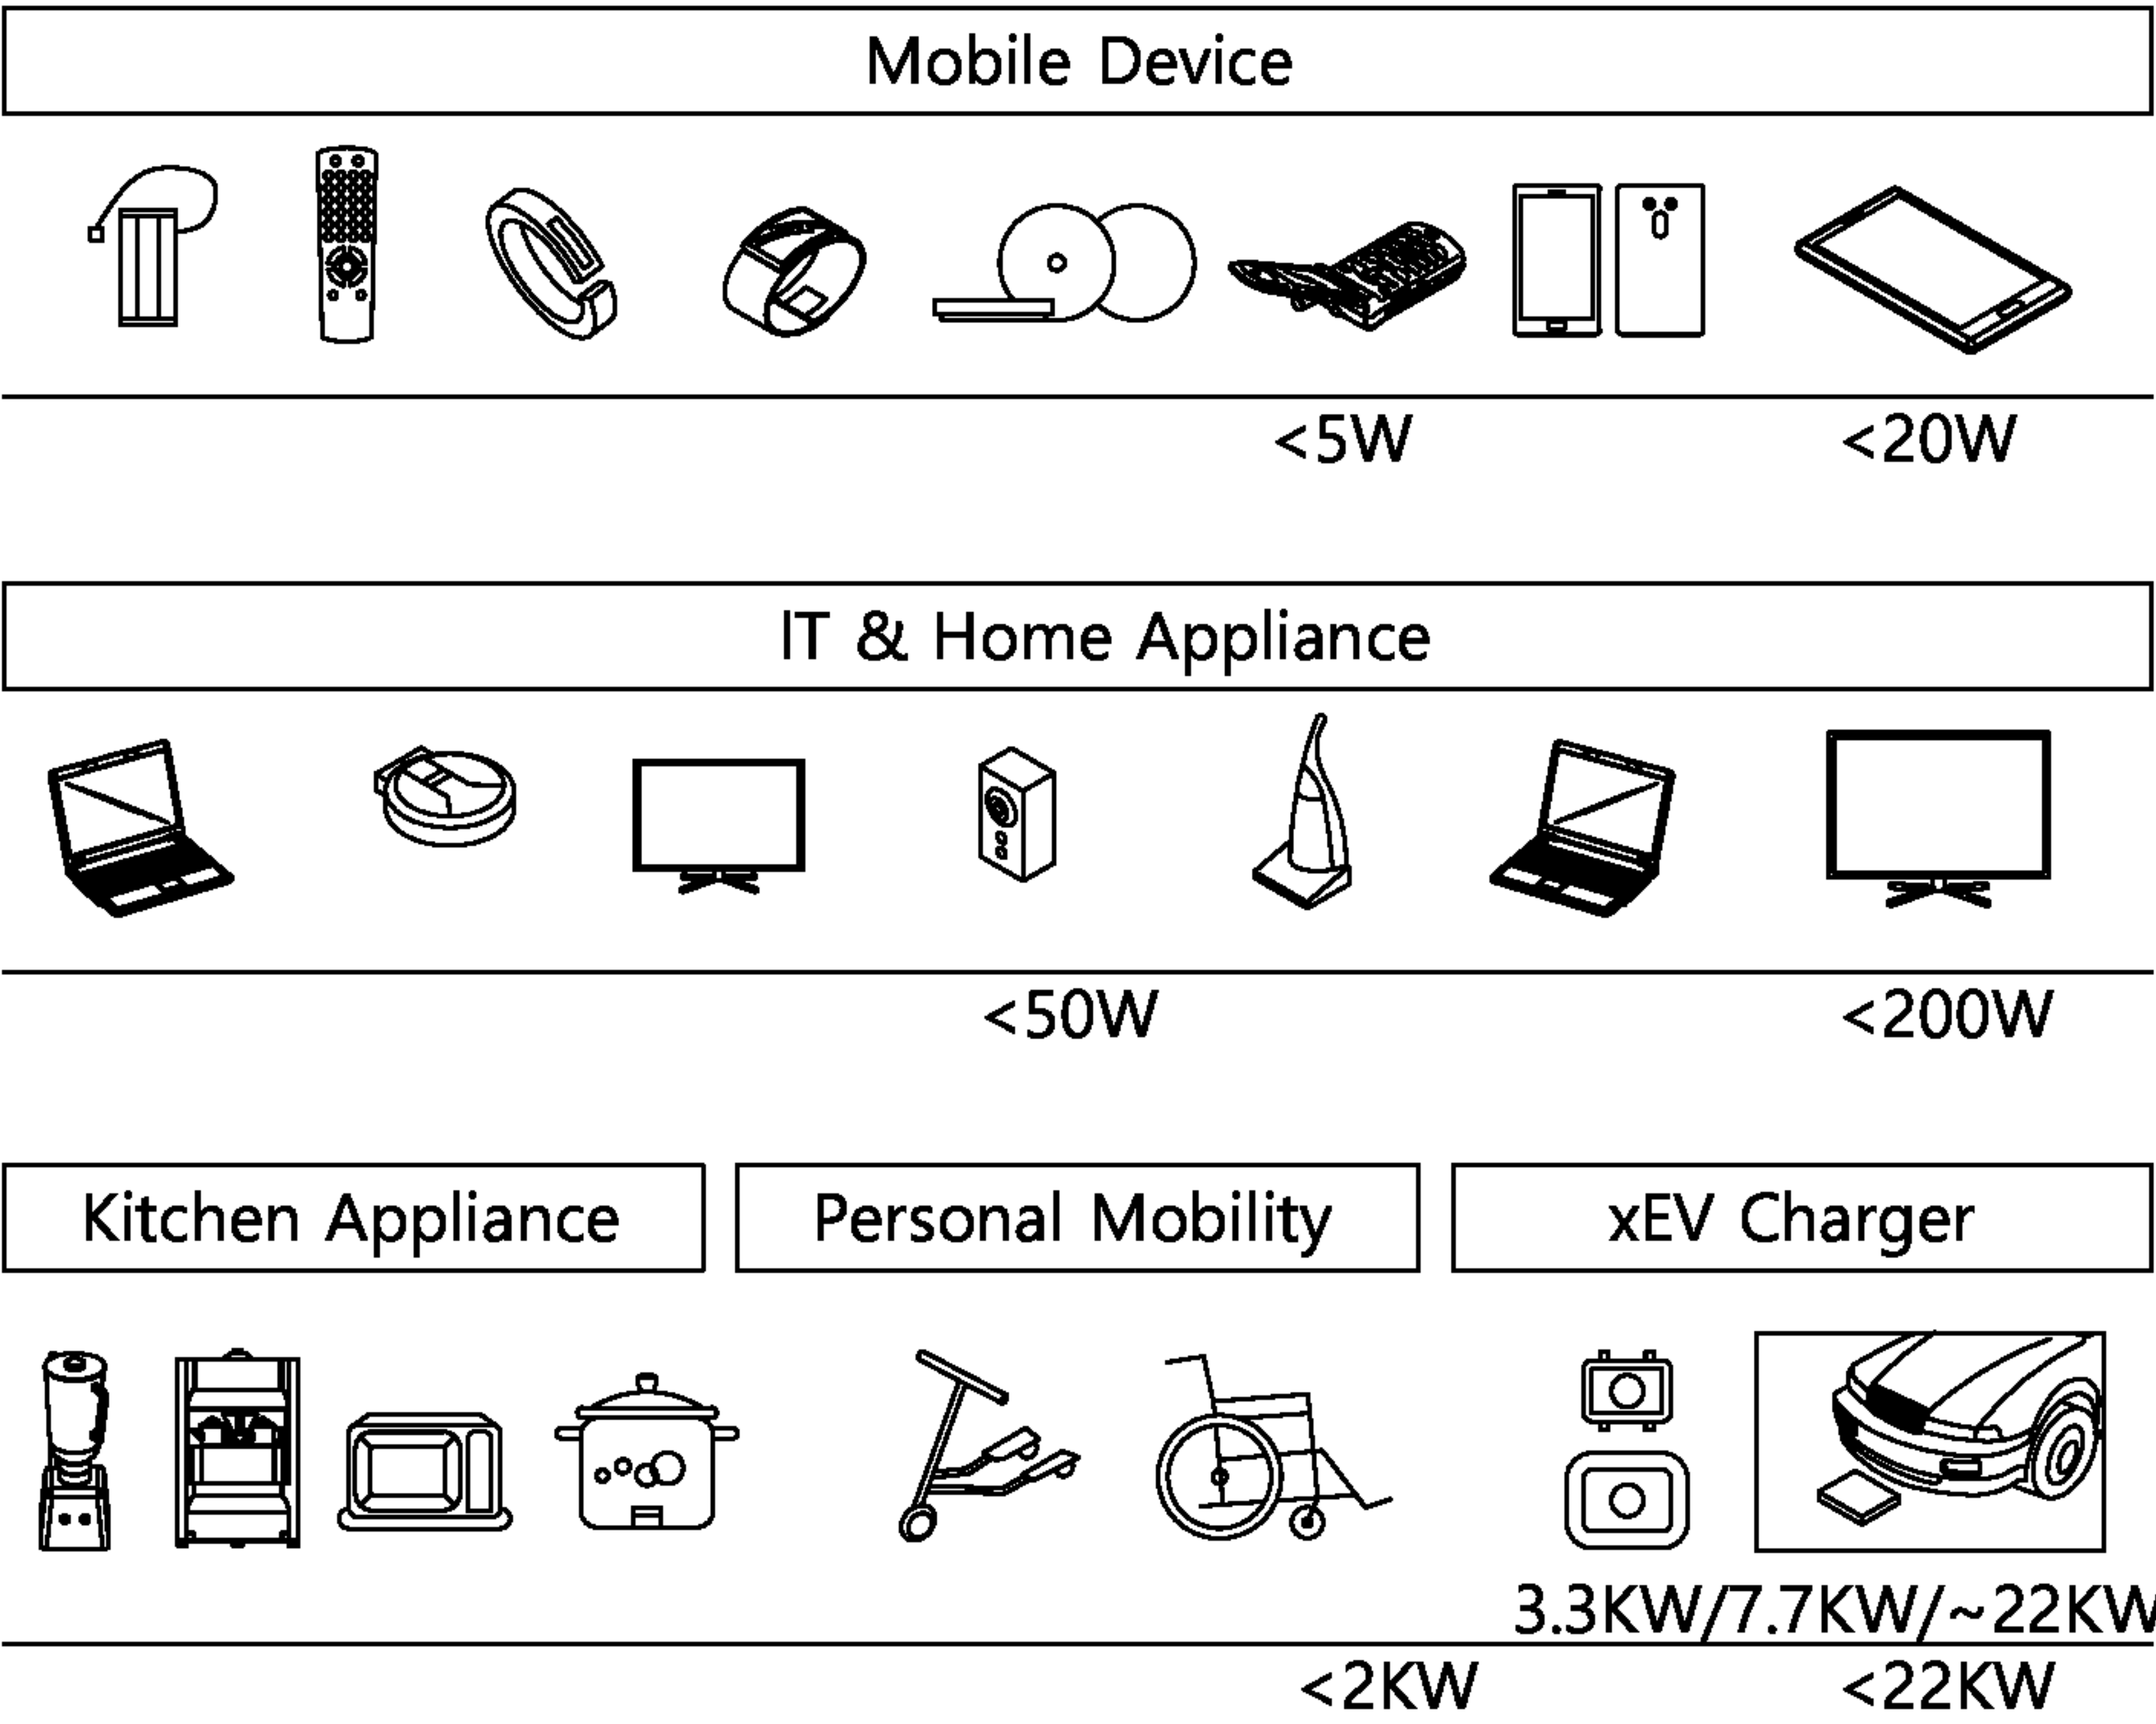 Mobile Device
<5W
<20W
IT & Home Appliance
<50W
<200W
Kitchen Appliance
Personal Mobility
xEV Charger
3.3KW/7.7KW/~22KW
<2KW
<22KW